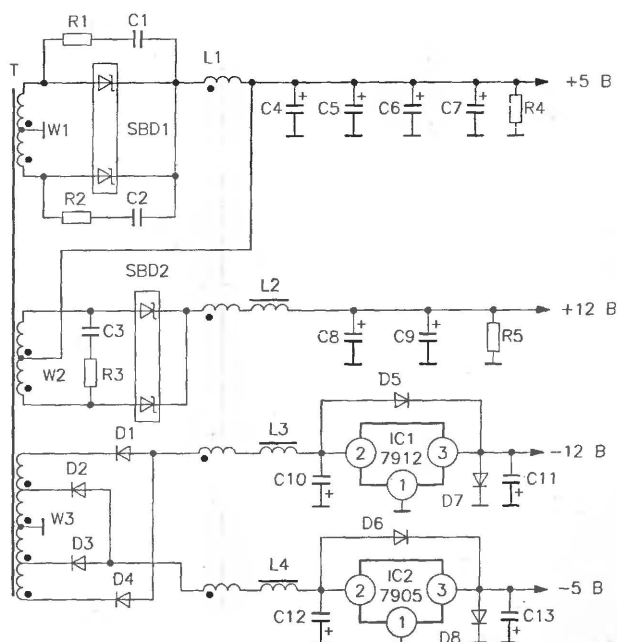 R1 C1
T
L1
+5 В
C4 + C5 + C6 + C7 + R4
W1
SBD1
R2 C2
SBD2
L2
+12 В
C3
R3
W2
C8 + C9 + R5
D5
D1
L3
IC1
7912
2 3
1
-12 В
D2
C10 +
D7
C11 +
W3
D3
D6
D4
L4
IC2
7905
2 3
1
-5 В
C12 +
D8
C13 +